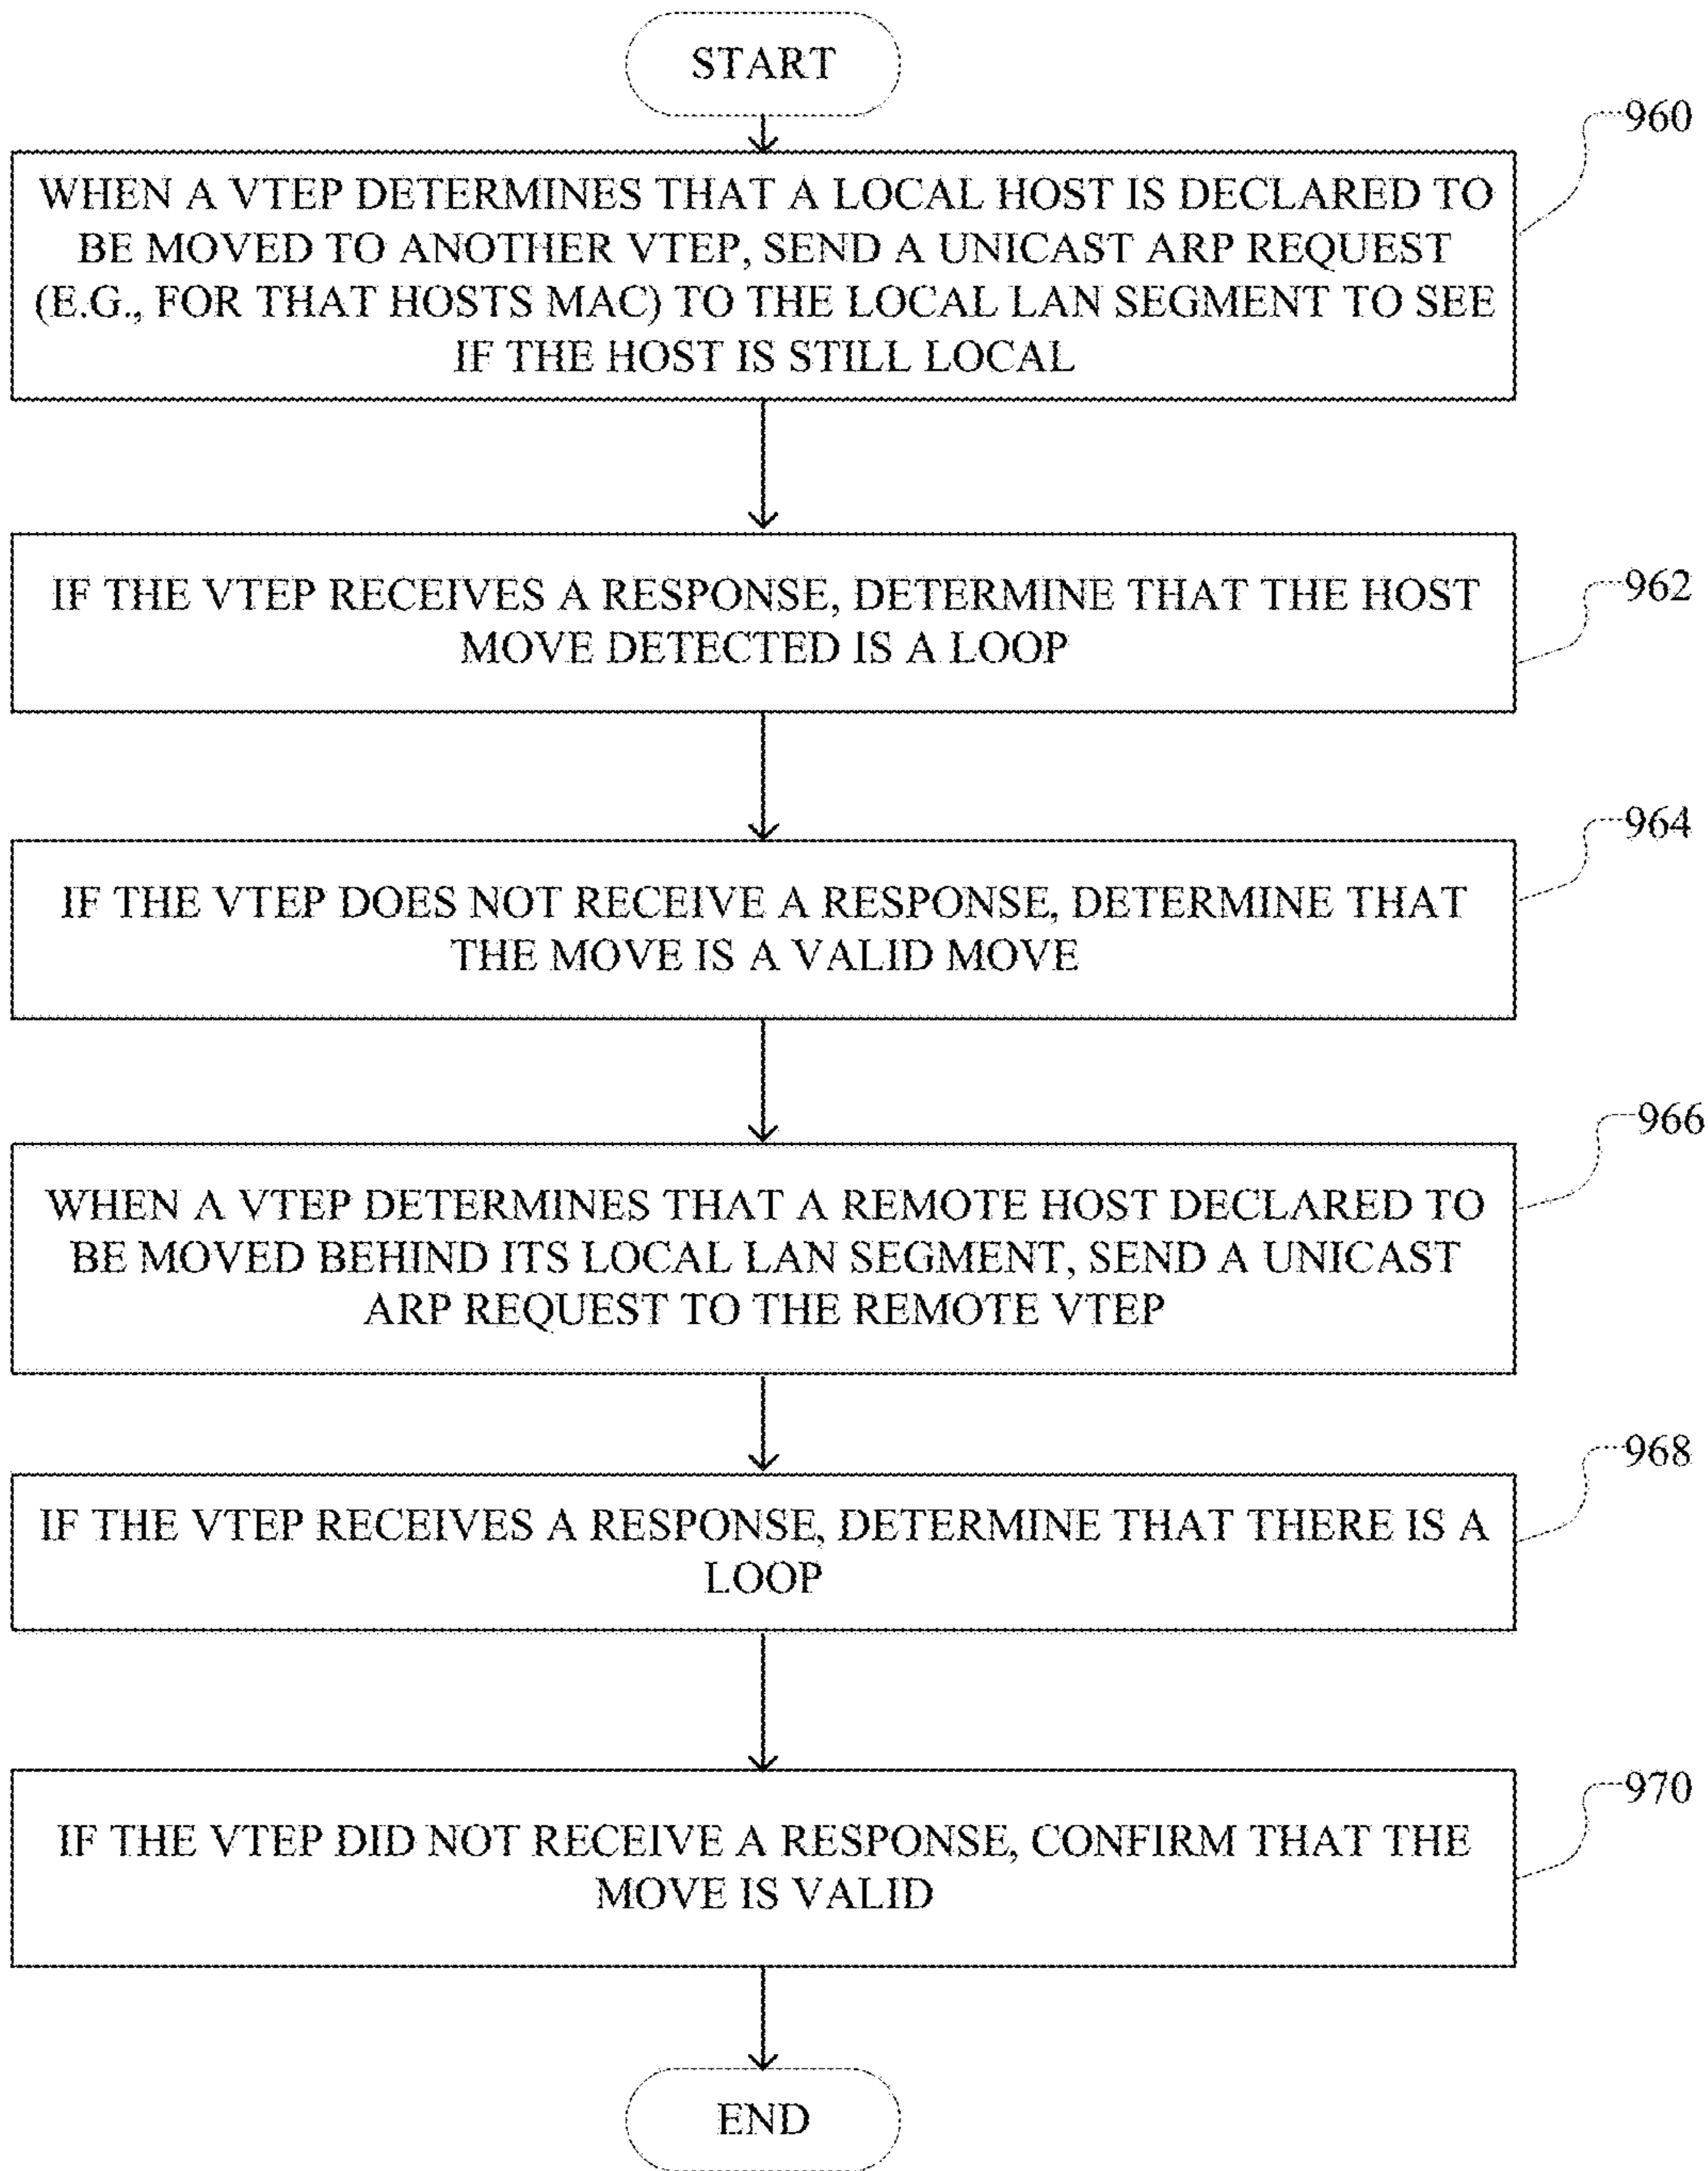 START
960
WHEN A VTEP DETERMINES THAT A LOCAL HOST IS DECLARED TO
BE MOVED TO ANOTHER VTEP, SEND A UNICAST ARP REQUEST
(E.G., FOR THAT HOSTS MAC) TO THE LOCAL LAN SEGMENT TO SEE
IF THE HOST IS STILL LOCAL
962
IF THE VTEP RECEIVES A RESPONSE, DETERMINE THAT THE HOST
MOVE DETECTED IS A LOOP
964
IF THE VTEP DOES NOT RECEIVE A RESPONSE, DETERMINE THAT
THE MOVE IS A VALID MOVE
966
WHEN A VTEP DETERMINES THAT A REMOTE HOST DECLARED TO
BE MOVED BEHIND ITS LOCAL LAN SEGMENT, SEND A UNICAST
ARP REQUEST TO THE REMOTE VTEP
968
IF THE VTEP RECEIVES A RESPONSE, DETERMINE THAT THERE IS A
LOOP
970
IF THE VTEP DID NOT RECEIVE A RESPONSE, CONFIRM THAT THE
MOVE IS VALID
END